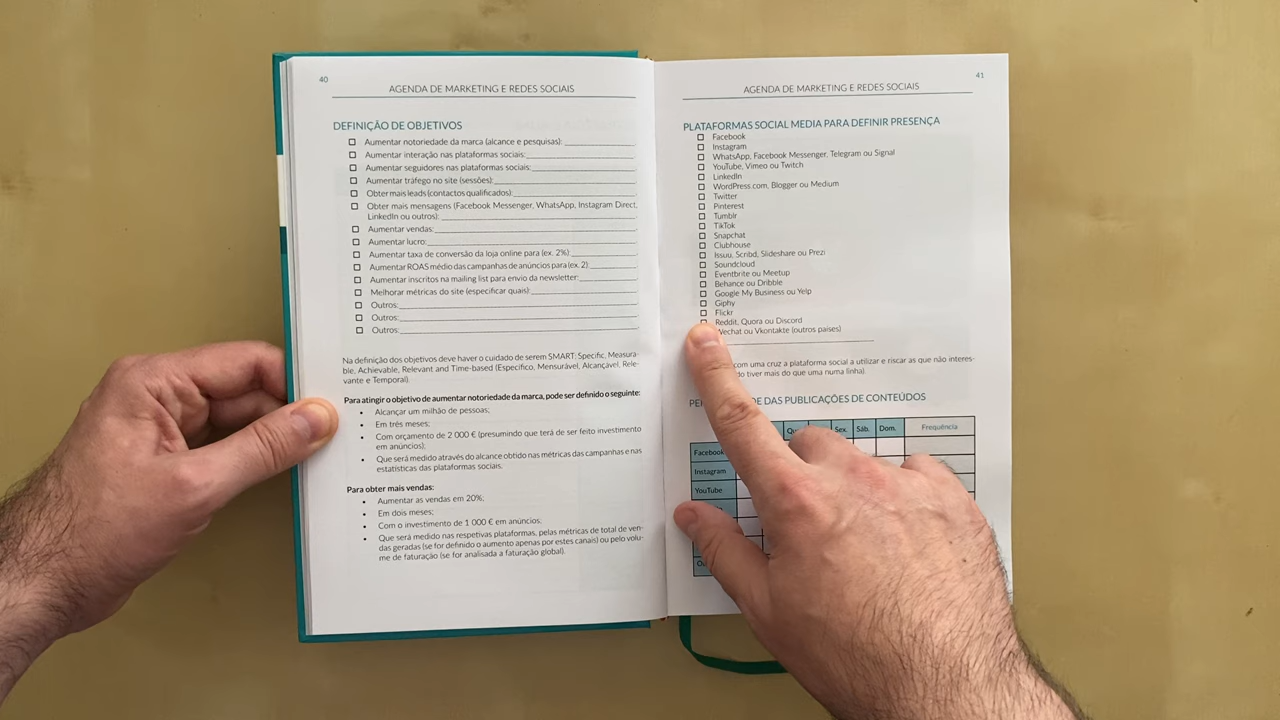 40
AGENDA DE MARKETING E REDES SOCIAIS
DEFINIÇÃO DE OBJETIVOS
Aumentar notoriedade da marca (alcance e pesquisas):
Aumentar interação nas plataformas sociais:
Aumentar seguidores nas plataformas sociais:
Aumentar tráfego no site (sessões):
Obter mais leads (contactos qualificados):
Obter mais mensagens (Facebook Messenger, WhatsApp, Instagram Direct,
LinkedIn ou outros):
Aumentar vendas:
Aumentar lucro:
Aumentar taxa de conversão da loja online para (ex. 2%):
Aumentar ROAS médio das campanhas de anúncios para (ex. 2):
Aumentar inscritos na mailing list para envio da newsletter:
Melhorar métricas do site (especificar quais):
Outros:
Outros:
Outros:
Na definição dos objetivos deve haver o cuidado de serem SMART: Specific, Measura-
ble, Achievable, Relevant and Time-based (Específico, Mensurável, Alcançável, Rele-
vante e Temporal).
Para atingir o objetivo de aumentar notoriedade da marca, pode ser definido o seguinte:
• Alcançar um milhão de pessoas;
• Em três meses;
• Com orçamento de 2 000 € (presumindo que terá de ser feito investimento
em anúncios);
• Que será medido através do alcance obtido nas métricas das campanhas e nas
estatísticas das plataformas sociais.
Para obter mais vendas:
• Aumentar as vendas em 20%;
• Em dois meses;
• Com o investimento de 1 000 € em anúncios;
• Que será medido nas respetivas plataformas, pelas métricas de total de ven-
das geradas (se for definido o aumento apenas por estes canais) ou pelo volu-
me de faturação (se for analisada a faturação global).
41
AGENDA DE MARKETING E REDES SOCIAIS
PLATAFORMAS SOCIAL MEDIA PARA DEFINIR PRESENÇA
Facebook
Instagram
WhatsApp, Facebook Messenger, Telegram ou Signal
YouTube, Vimeo ou Twitch
LinkedIn
WordPress.com, Blogger ou Medium
Twitter
Pinterest
Tumblr
TikTok
Snapchat
Clubhouse
Issuu, Scribd, Slideshare ou Prezi
Soundcloud
Eventbrite ou Meetup
Behance ou Dribble
Google My Business ou Yelp
Giphy
Flickr
Reddit, Quora ou Discord
Wechat ou Vkontakte (outros países)
com uma cruz a plataforma social a utilizar e riscar as que não interes-
tiver mais do que uma numa linha).
DAS PUBLICAÇÕES DE CONTEÚDOS
Sex. Sáb. Dom. Frequência
Facebook
Instagram
YouTube